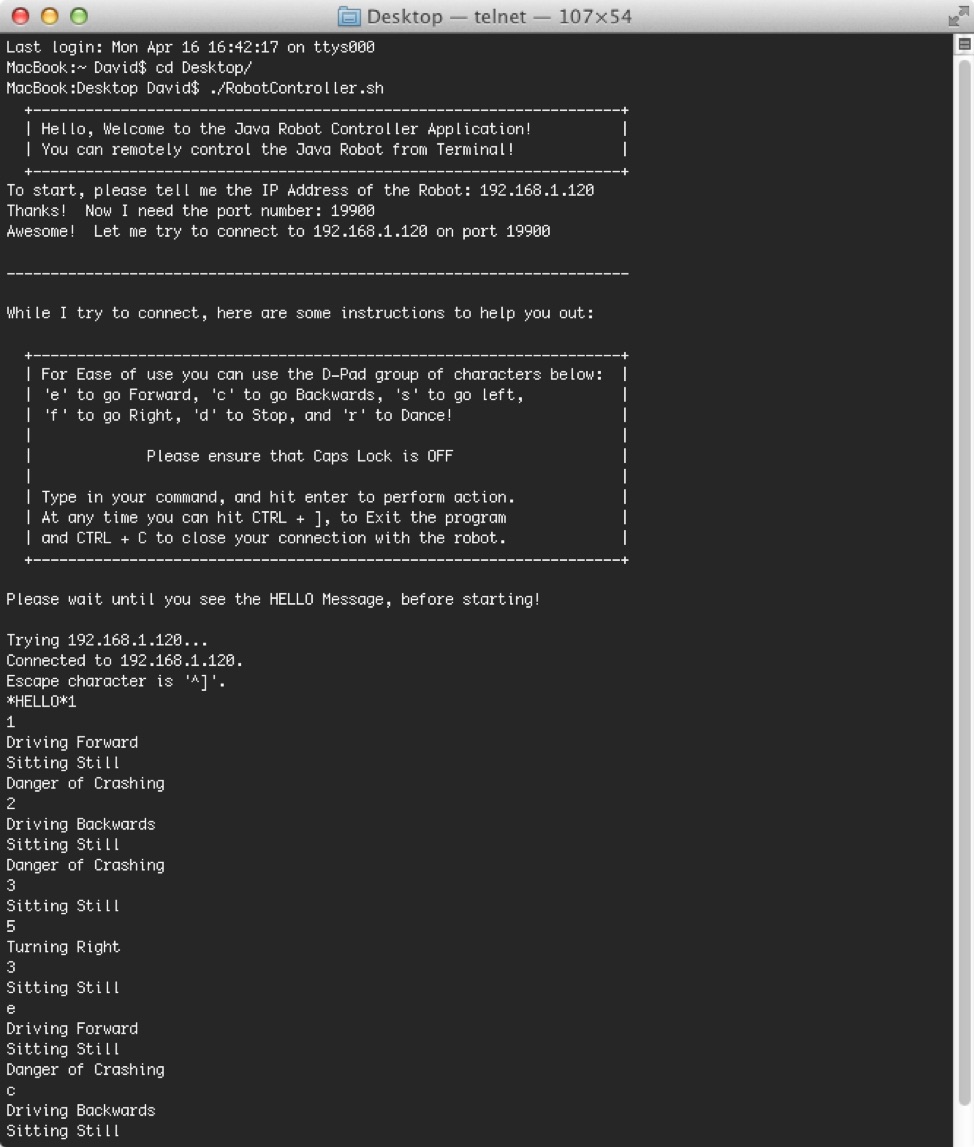 Desktop — telnet — 107×54
Last login: Mon Apr 16 16:42:17 on ttys000
MacBook:~ David$ cd Desktop/
MacBook:Desktop David$ ./RobotController.sh
+-------------------------------------------------------------------+
| Hello, Welcome to the Java Robot Controller Application! |
| You can remotely control the Java Robot from Terminal! |
+-------------------------------------------------------------------+
To start, please tell me the IP Address of the Robot: 192.168.1.120
Thanks!  Now I need the port number: 19900
Awesome!  Let me try to connect to 192.168.1.120 on port 19900
-----------------------------------------------------------------------
While I try to connect, here are some instructions to help you out:
+-------------------------------------------------------------------+
| For Ease of use you can use the D-Pad group of characters below: |
| 'e' to go Forward, 'c' to go Backwards, 's' to go left, |
| 'f' to go Right, 'd' to Stop, and 'r' to Dance! |
| |
| Please ensure that Caps Lock is OFF |
| |
| Type in your command, and hit enter to perform action. |
| At any time you can hit CTRL + ], to Exit the program |
| and CTRL + C to close your connection with the robot. |
+-------------------------------------------------------------------+
Please wait until you see the HELLO Message, before starting!
Trying 192.168.1.120...
Connected to 192.168.1.120.
Escape character is '^]'.
*HELLO*1
1
Driving Forward
Sitting Still
Danger of Crashing
2
Driving Backwards
Sitting Still
Danger of Crashing
3
Sitting Still
5
Turning Right
3
Sitting Still
e
Driving Forward
Sitting Still
Danger of Crashing
c
Driving Backwards
Sitting Still